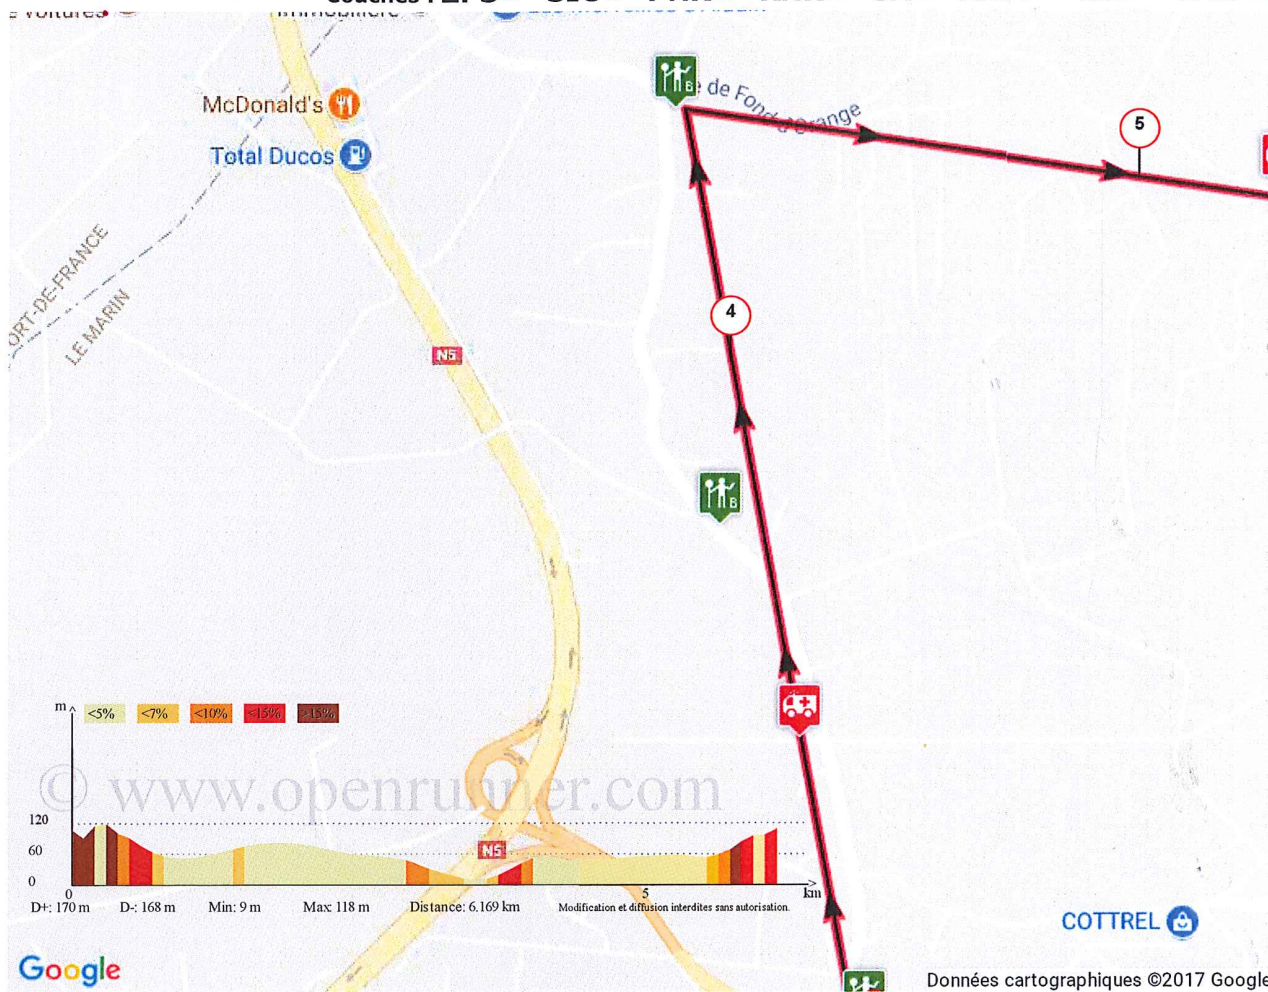 Voitures
McDonald's
Total Ducos
de Fond d'Orange
5
ORT-DE-FRANCE
LE MARIN
4
N5
B
B
m
<5% <7% <10% <15% >15%
© www.openrunner.com
120
60
0
N5
0 5 km
D+: 170 m D-: 168 m Min: 9 m Max: 118 m Distance: 6.169 km Modification et diffusion interdites sans autorisation.
COTTREL
Google
Données cartographiques ©2017 Google